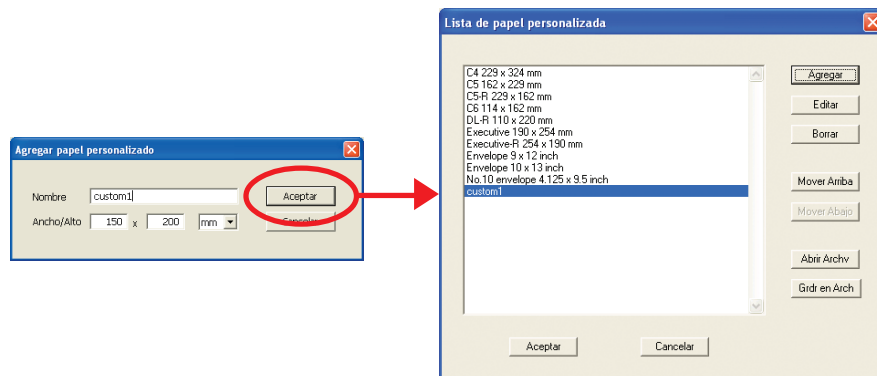 Agregar papel personalizado
Nombre custom1 Aceptar
Ancho/Alto 150 x 200 mm Cancelar
Lista de papel personalizada
C4 229 x 324 mm
C5 162 x 229 mm
C5-R 229 x 162 mm
C6 114 x 162 mm
DL-R 110 x 220 mm
Executive 190 x 254 mm
Executive-R 254 x 190 mm
Envelope 9 x 12 inch
Envelope 10 x 13 inch
No.10 envelope 4.125 x 9.5 inch
custom1
Agregar
Editar
Borrar
Mover Arriba
Mover Abajo
Abrir Archv
Grdr en Arch
Aceptar Cancelar